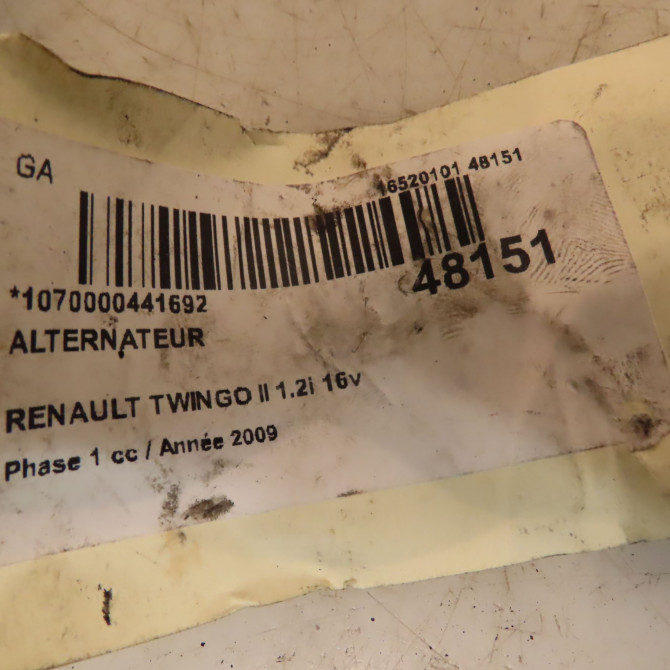 GA
16520101 48151
48151
*1070000441692
ALTERNATEUR
RENAULT TWINGO II 1.2i 16v
Phase 1 cc / Année 2009